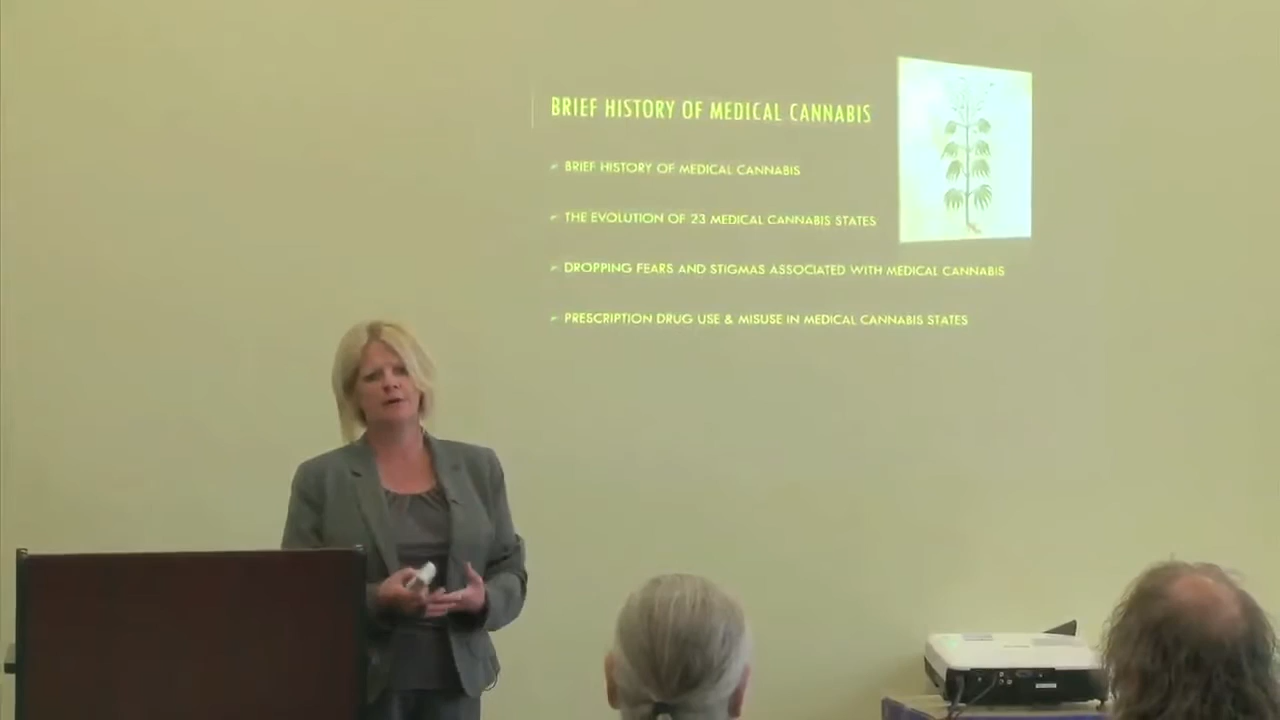 BRIEF HISTORY OF MEDICAL CANNABIS
BRIEF HISTORY OF MEDICAL CANNABIS
THE EVOLUTION OF 23 MEDICAL CANNABIS STATES
DROPPING FEARS AND STIGMAS ASSOCIATED WITH MEDICAL CANNABIS
PRESCRIPTION DRUG USE & MISUSE IN MEDICAL CANNABIS STATES